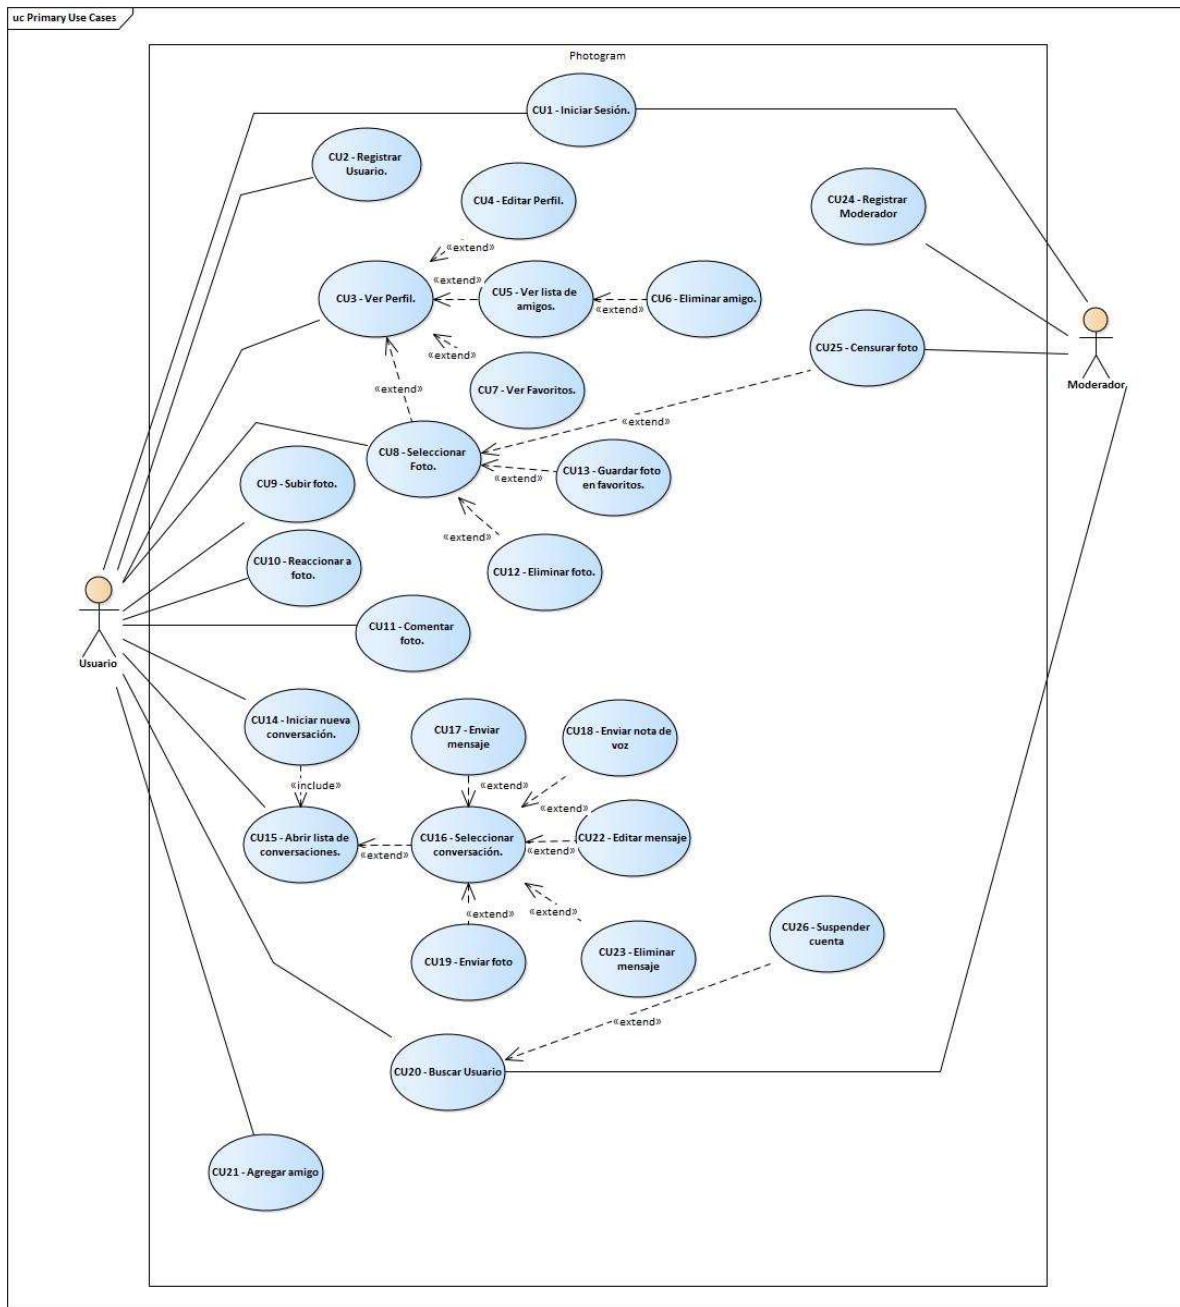 uc Primary Use Cases
Photogram
CU1 - Iniciar Sesión.
CU2 - Registrar
Usuario.
CU4 - Editar Perfil.
CU24 - Registrar
Moderador
«extend»
CU3 - Ver Perfil.
«extend»
CU5 - Ver lista de
amigos.
CU6 - Eliminar amigo.
«extend»
CU25 - Censurar foto
Moderador
«extend»
CU7 - Ver Favoritos.
«extend»
«extend»
CU8 - Seleccionar
Foto.
CU13 - Guardar foto
en favoritos.
«extend»
CU9 - Subir foto.
«extend»
CU10 - Reaccionar a
foto.
CU12 - Eliminar foto.
CU11 - Comentar
foto.
Usuario
CU14 - Iniciar nueva
conversación.
CU17 - Enviar
mensaje
CU18 - Enviar nota de
voz
«include»
«extend»
«extend»
CU15 - Abrir lista de
conversaciones.
«extend»
CU16 - Seleccionar
conversación.
«extend»
CU22 - Editar mensaje
«extend»
«extend»
CU19 - Enviar foto
CU23 - Eliminar
mensaje
CU26 - Suspender
cuenta
«extend»
CU20 - Buscar Usuario
CU21 - Agregar amigo